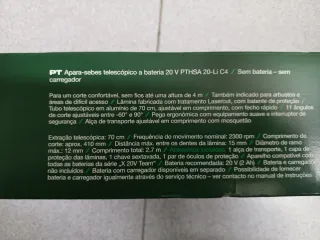 PT Apara-sebes telescópico a bateria 20 V PTHSA 20-Li C4 / Sem bateria – sem
carregador
Para um corte confortável, sem fios até uma altura de 4 m / Também indicado para arbustos e
áreas de difícil acesso / Lâmina fabricada com tratamento Lasercut, com batente de proteção /
Tubo telescópico em alumínio de 70 cm, ajustável em comprimento, com fixação rápida / 11 ângulos
de corte ajustáveis entre -60° e 90° / Pega ergonómica com equipamento suave e interruptor de
segurança / Alça de transporte ajustável em comprimento com mosquetão
Extração telescópica: 70 cm / Frequência do movimento nominal: 2300 rpm / Comprimento de
corte: aprox. 410 mm / Distância máx. entre os dentes da lâmina: 15 mm / Diâmetro de ramo
máx.: 12 mm / Comprimento total: 2,7 m / Acessórios incluídos: 1 alça de transporte, 1 capa de
proteção das lâminas, 1 chave sextavada, 1 par de óculos de proteção / Aparelho compatível com
todas as baterias da série "X 20V Team" / Bateria recomendada: 20 V (2 Ah) / Bateria e carregador
não incluídos / Bateria com carregador disponíveis em separado / Possibilidade de fornecer
bateria e carregador igualmente através do serviço técnico – ver contacto no manual de instruções